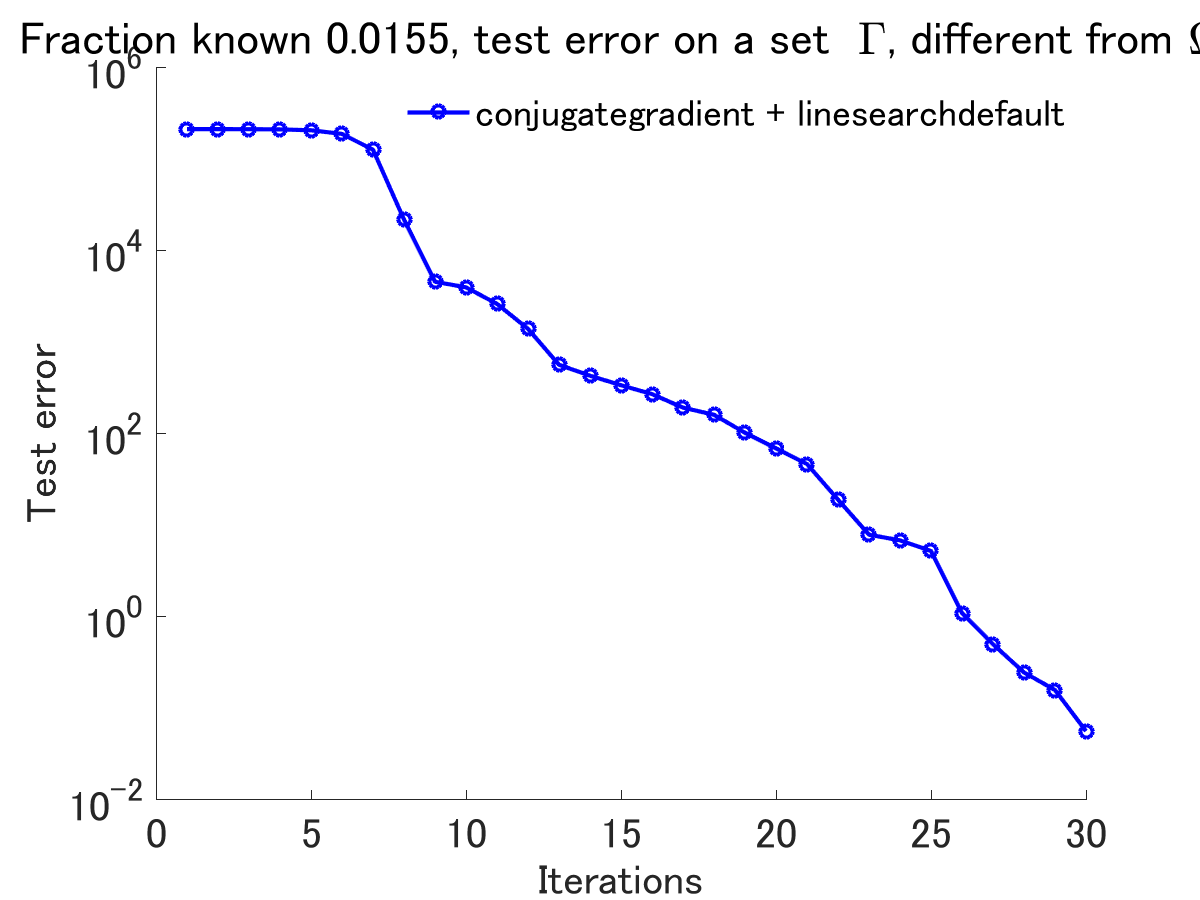 Fraction known 0.0155, test error on a set Γ, different from Ω
10^6
conjugategradient + linesearchdefault
10^4
10^2
10^0
10^-2
Test error
0 5 10 15 20 25 30
Iterations